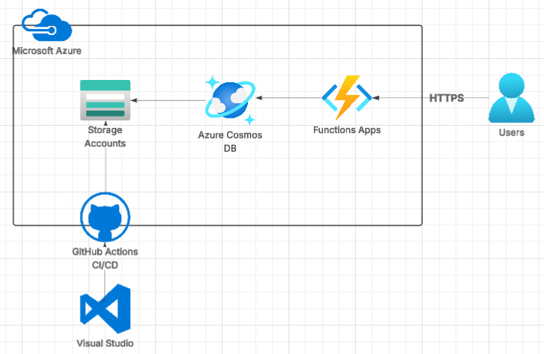 Microsoft Azure
Storage
Accounts
Azure Cosmos
DB
Functions Apps
HTTPS
Users
GitHub Actions
CI/CD
Visual Studio